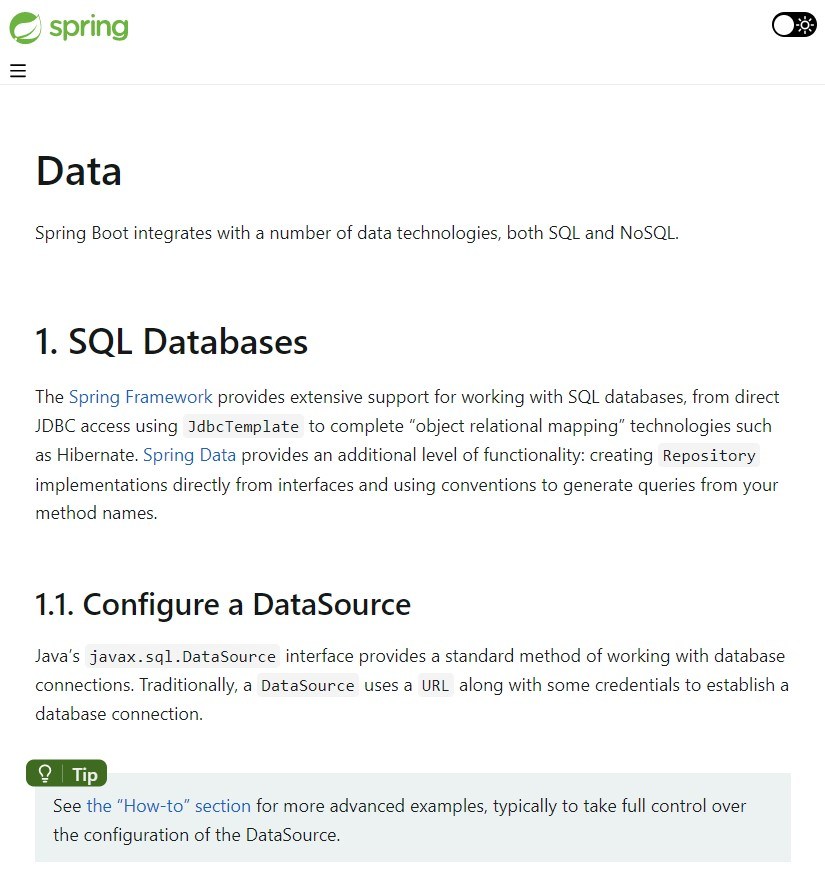 spring
Data
Spring Boot integrates with a number of data technologies, both SQL and NoSQL.
1. SQL Databases
The Spring Framework provides extensive support for working with SQL databases, from direct
JDBC access using JdbcTemplate to complete “object relational mapping” technologies such
as Hibernate. Spring Data provides an additional level of functionality: creating Repository
implementations directly from interfaces and using conventions to generate queries from your
method names.
1.1. Configure a DataSource
Java’s javax.sql.DataSource interface provides a standard method of working with database
connections. Traditionally, a DataSource uses a URL along with some credentials to establish a
database connection.
Tip
See the “How-to” section for more advanced examples, typically to take full control over
the configuration of the DataSource.